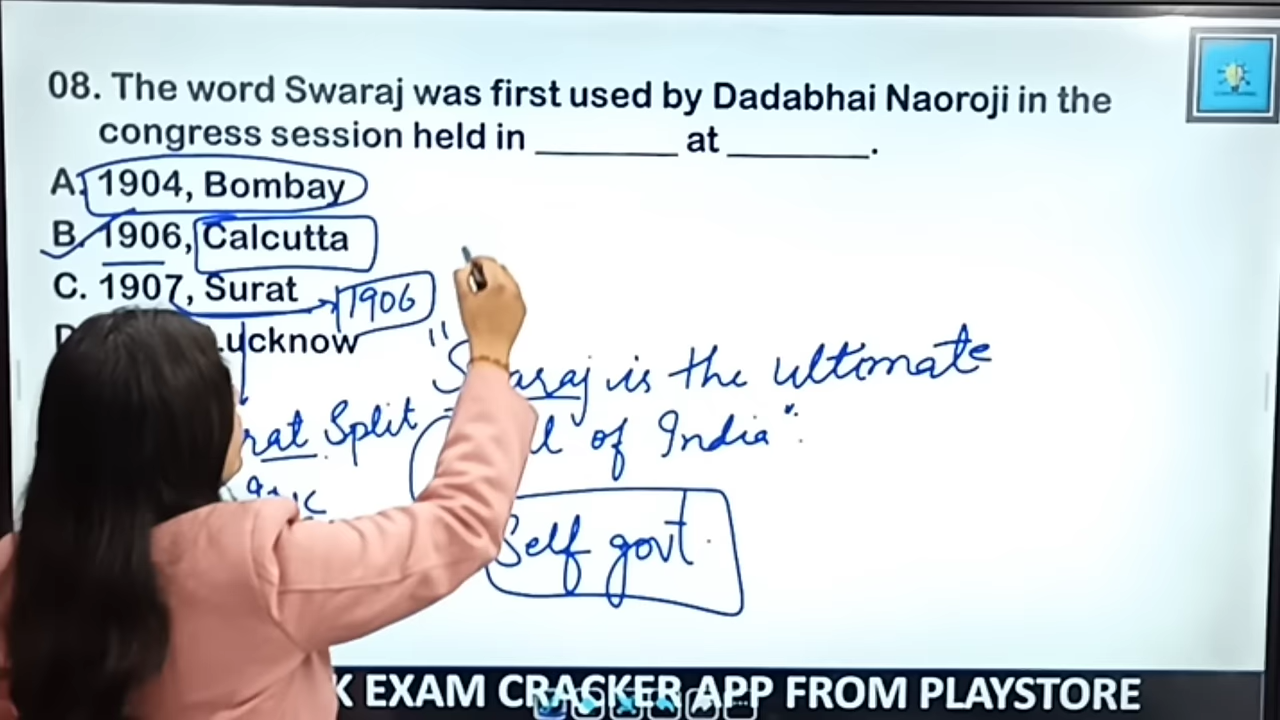 08. The word Swaraj was first used by Dadabhai Naoroji in the
congress session held in ________ at ________.
A. 1904, Bombay
B. 1906, Calcutta
C. 1907, Surat 1906
Lucknow
"Swaraj is the ultimate
of India".
Split
Self govt.
K EXAM CRACKER APP FROM PLAYSTORE